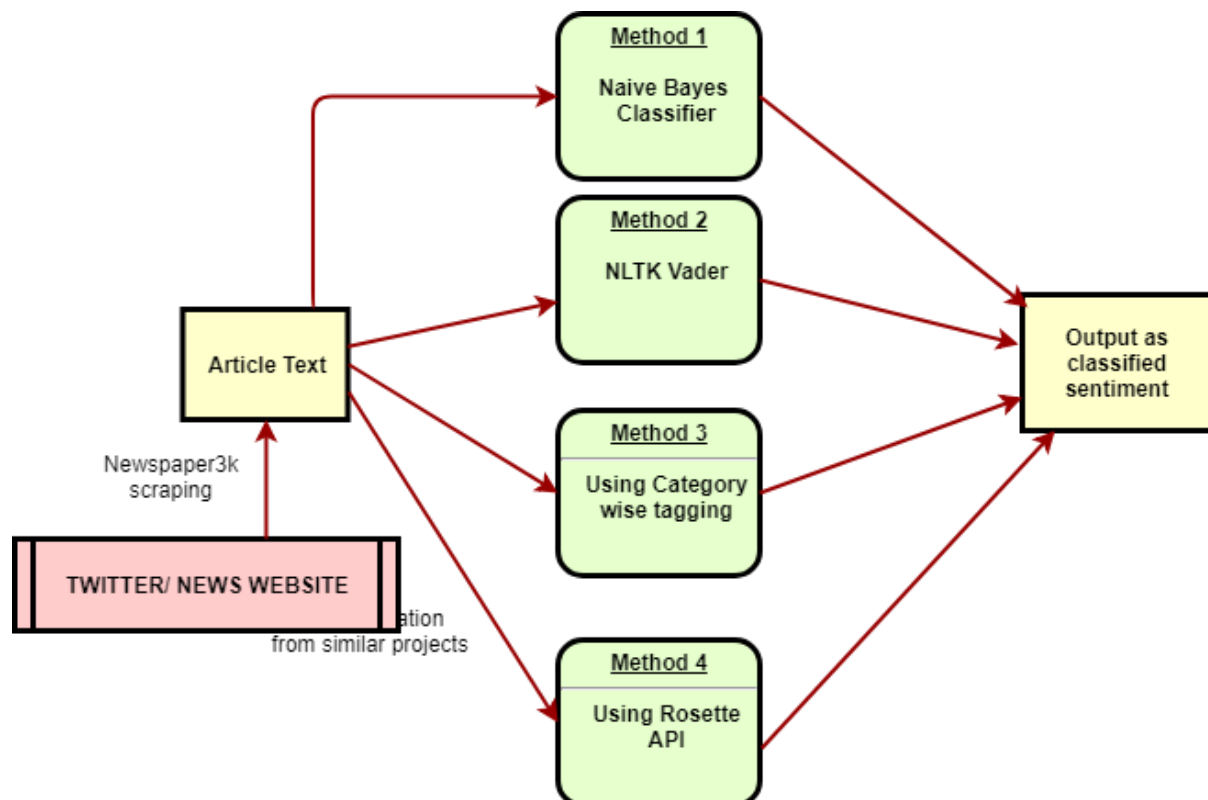 Method 1
Naive Bayes
Classifier
Method 2
NLTK Vader
Article Text
Output as
classified
sentiment
Method 3
Using Category
wise tagging
Newspaper3k
scraping
TWITTER/ NEWS WEBSITE
from similar projects
Method 4
Using Rosette
API